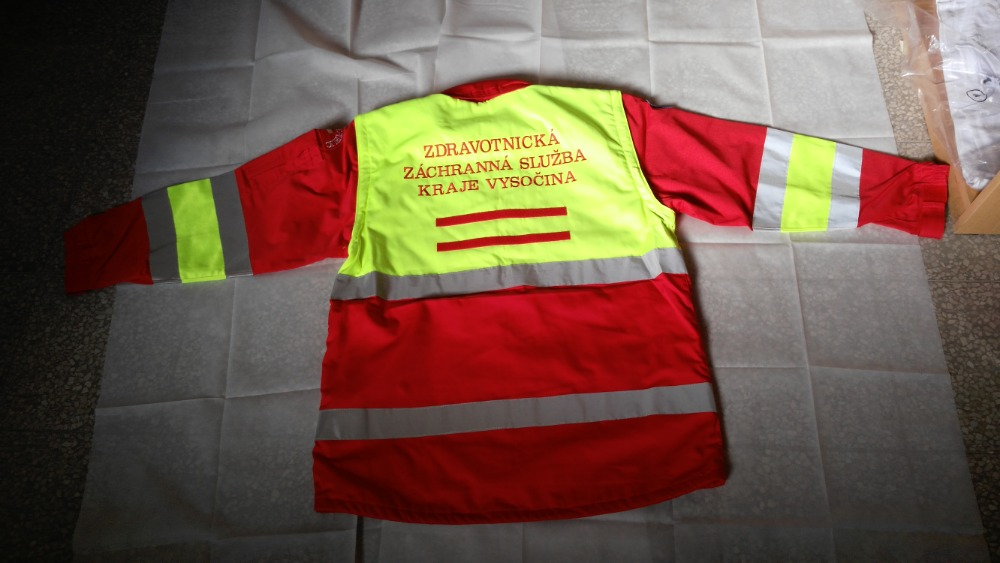 ZDRAVOTNICKÁ
ZÁCHRANNÁ SLUŽBA
KRAJE VYSOČINA